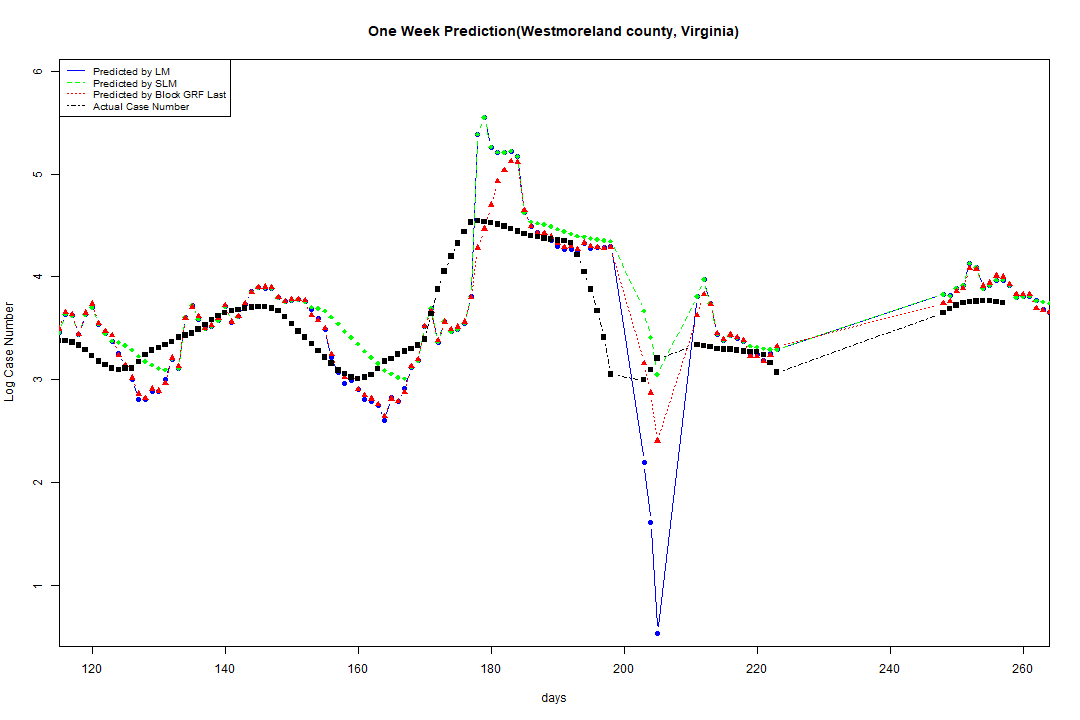 One Week Prediction(Westmoreland county, Virginia)
Predicted by LM
Predicted by SLM
Predicted by Block GRF Last
Actual Case Number
6
5
4
3
2
1
Log Case Number
120 140 160 180 200 220 240 260
days